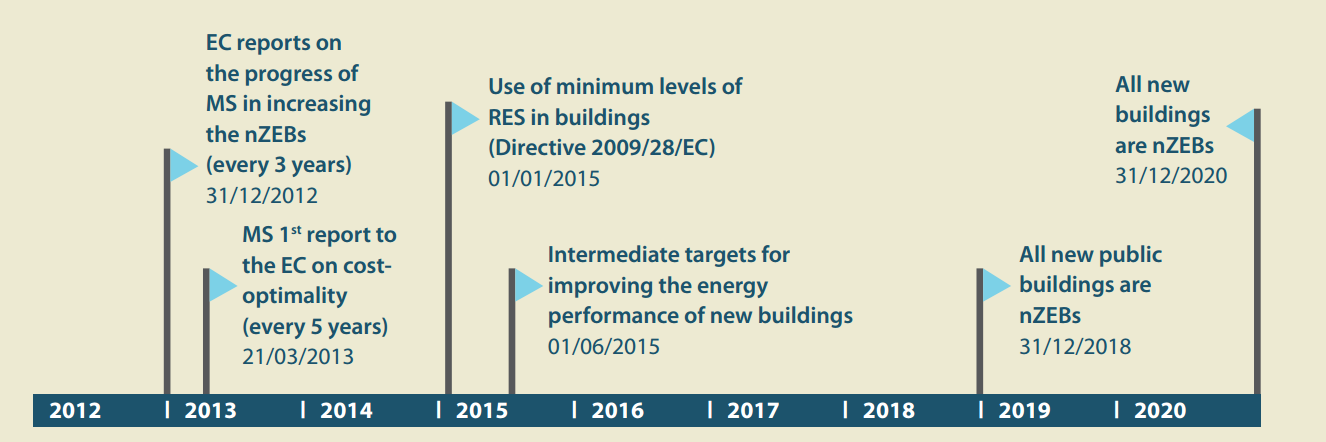 EC reports on
the progress of
MS in increasing
the nZEBs
(every 3 years)
31/12/2012
MS 1st report to
the EC on cost-
optimality
(every 5 years)
21/03/2013
Use of minimum levels of
RES in buildings
(Directive 2009/28/EC)
01/01/2015
Intermediate targets for
improving the energy
performance of new buildings
01/06/2015
All new public
buildings are
nZEBs
31/12/2018
All new
buildings
are nZEBs
31/12/2020
2012 2013 2014 2015 2016 2017 2018 2019 2020